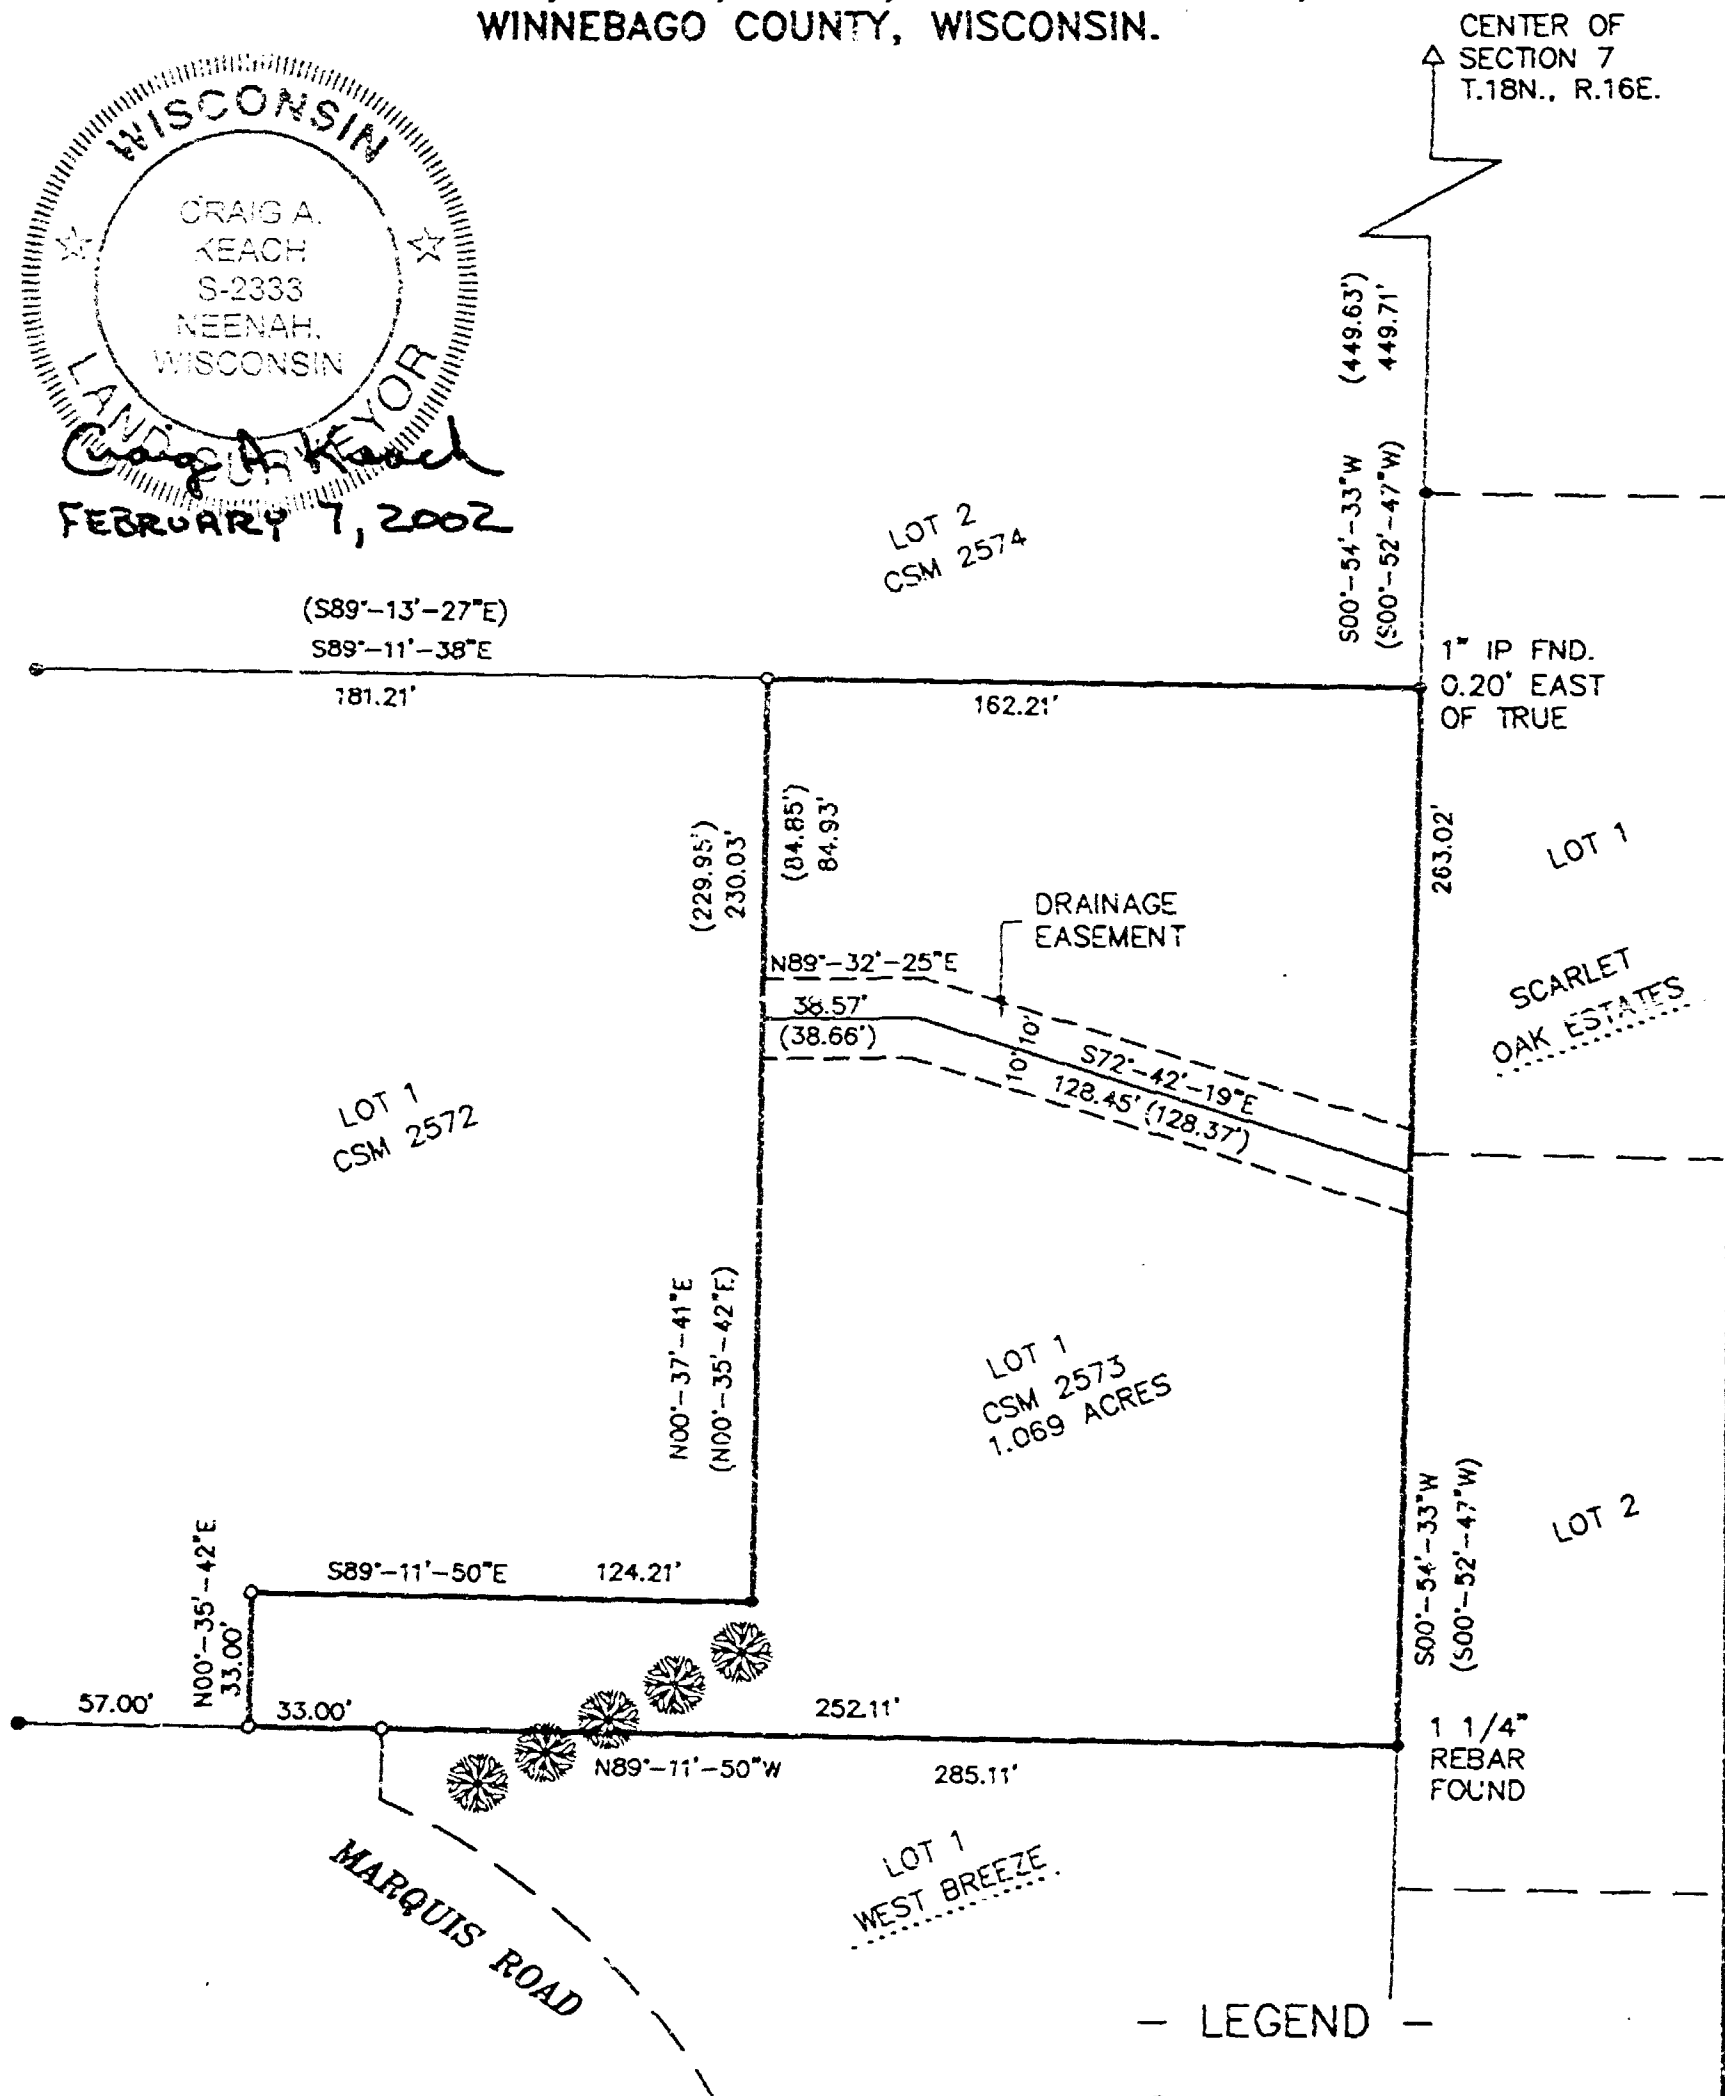 WINNEBAGO COUNTY, WISCONSIN.
CENTER OF
SECTION 7
T.18N., R.16E.
WISCONSIN
CRAIG A.
KEACH
S-2333
NEENAH,
WISCONSIN
LAND SURVEYOR
Craig A. Keach
FEBRUARY 7, 2002
(449.63')
449.71'
S00°-54'-33"W
(S00°-52'-47"W)
LOT 2
CSM 2574
(S89°-13'-27"E)
S89°-11'-38"E
181.21'
162.21'
1" IP FND.
0.20' EAST
OF TRUE
(229.95')
230.03'
(84.85')
84.93'
263.02'
LOT 1
SCARLET
OAK ESTATES
DRAINAGE
EASEMENT
N89°-32'-25"E
38.57'
(38.66')
10'
10'
S72°-42'-19"E
128.45' (128.37')
LOT 1
CSM 2572
N00°-37'-41"E
(N00°-35'-42"E)
LOT 1
CSM 2573
1.069 ACRES
S00°-54'-33"W
(S00°-52'-47"W)
LOT 2
N00°-35'-42"E
33.00'
S89°-11'-50"E 124.21'
57.00'
33.00'
252.11'
N89°-11'-50"W
285.11'
1 1/4"
REBAR
FOUND
MARQUIS ROAD
LOT 1
WEST BREEZE
- LEGEND -